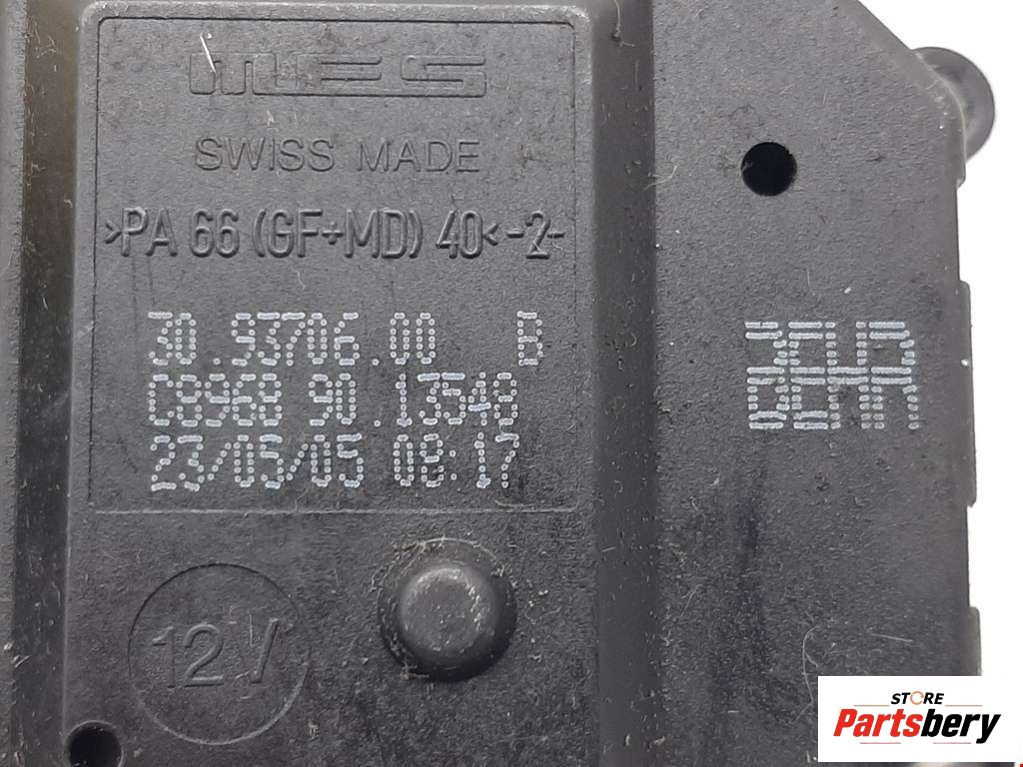 MES
SWISS MADE
>PA 66 (GF+MD) 40< -2-
30.93706.00 B
C8968 90.13548
23/05/05 08:17
BEHR
12V
STORE
Partsbery